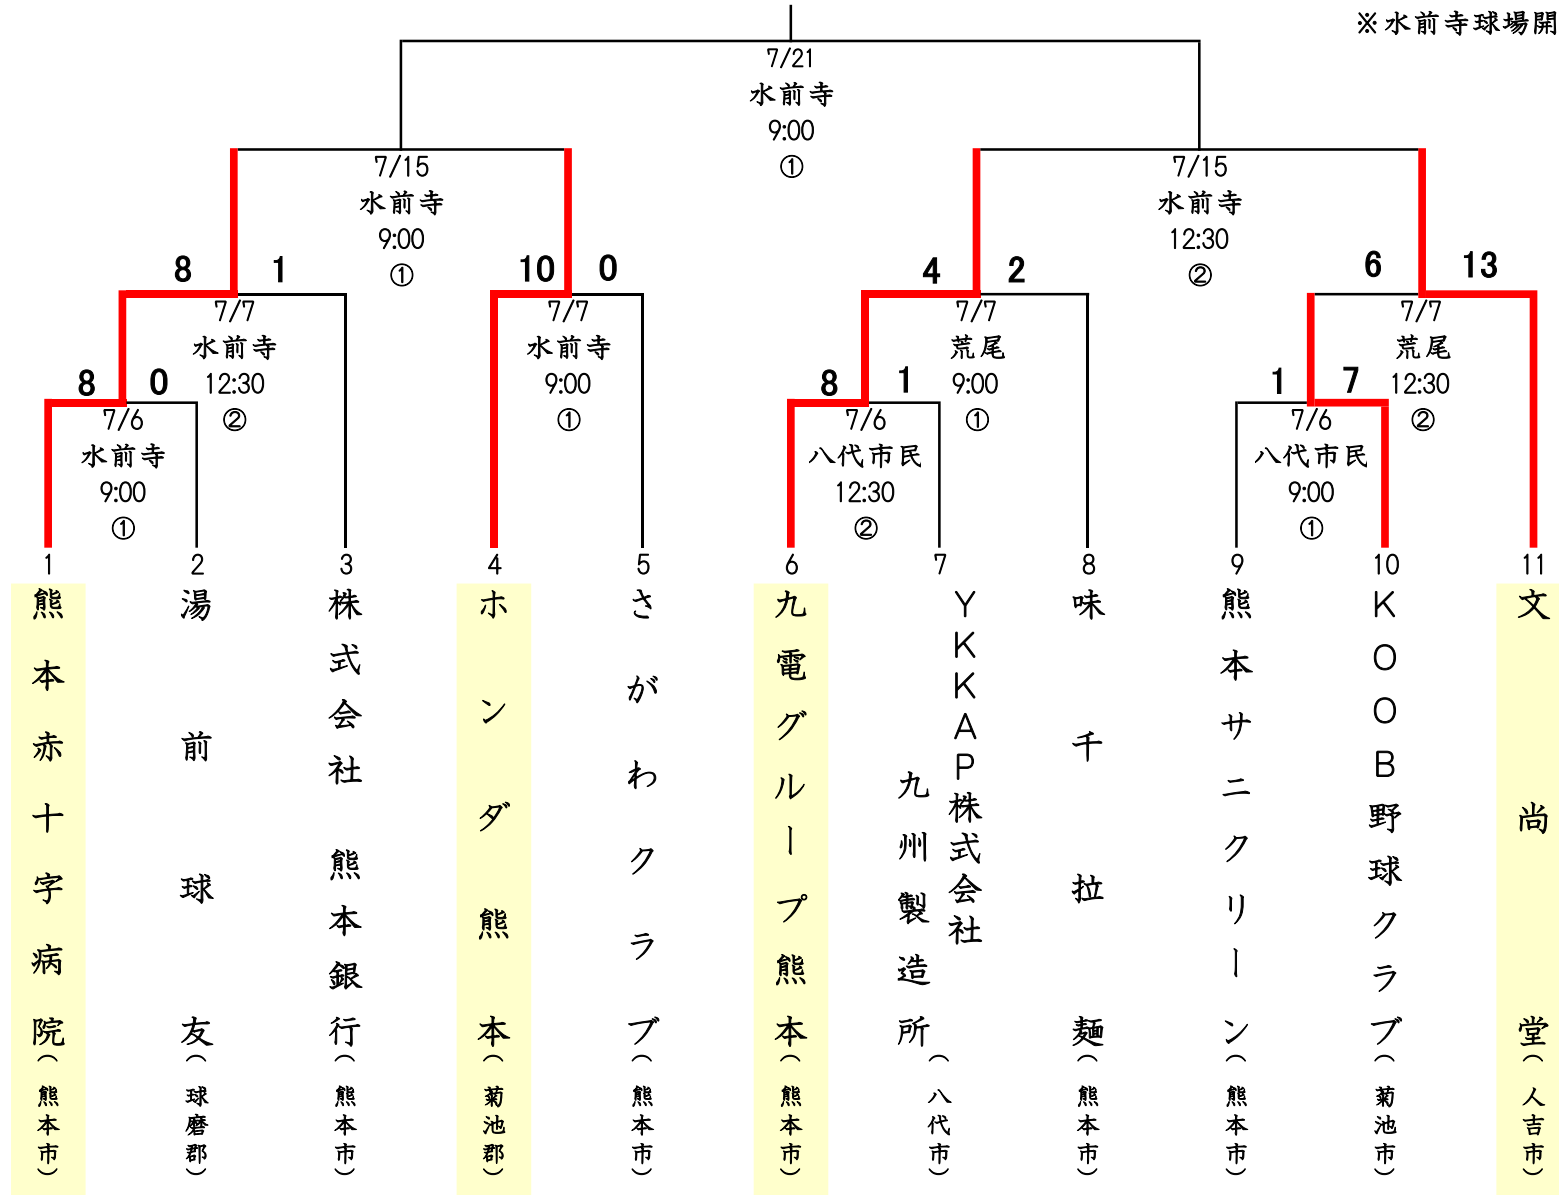 ※水前寺球場開
7/21
水前寺
9:00
①
7/15
水前寺
9:00
①
7/15
水前寺
12:30
②
8 1
7/7
水前寺
12:30
②
10 0
7/7
水前寺
9:00
①
4 2
7/7
荒尾
9:00
①
6 13
7/7
荒尾
12:30
②
8 0
7/6
水前寺
9:00
①
8 1
7/6
八代市民
12:30
②
1 7
7/6
八代市民
9:00
①
1
熊本赤十字病院(熊本市)
2
湯前球友(球磨郡)
3
株式会社 熊本銀行(熊本市)
4
ホンダ熊本(菊池郡)
5
さがわクラブ(熊本市)
6
九電グループ熊本(熊本市)
7
YKKAP株式会社
九州製造所(八代市)
8
味千拉麺(熊本市)
9
熊本サニクリーン(熊本市)
10
KOOB野球クラブ(菊池市)
11
文尚堂(人吉市)